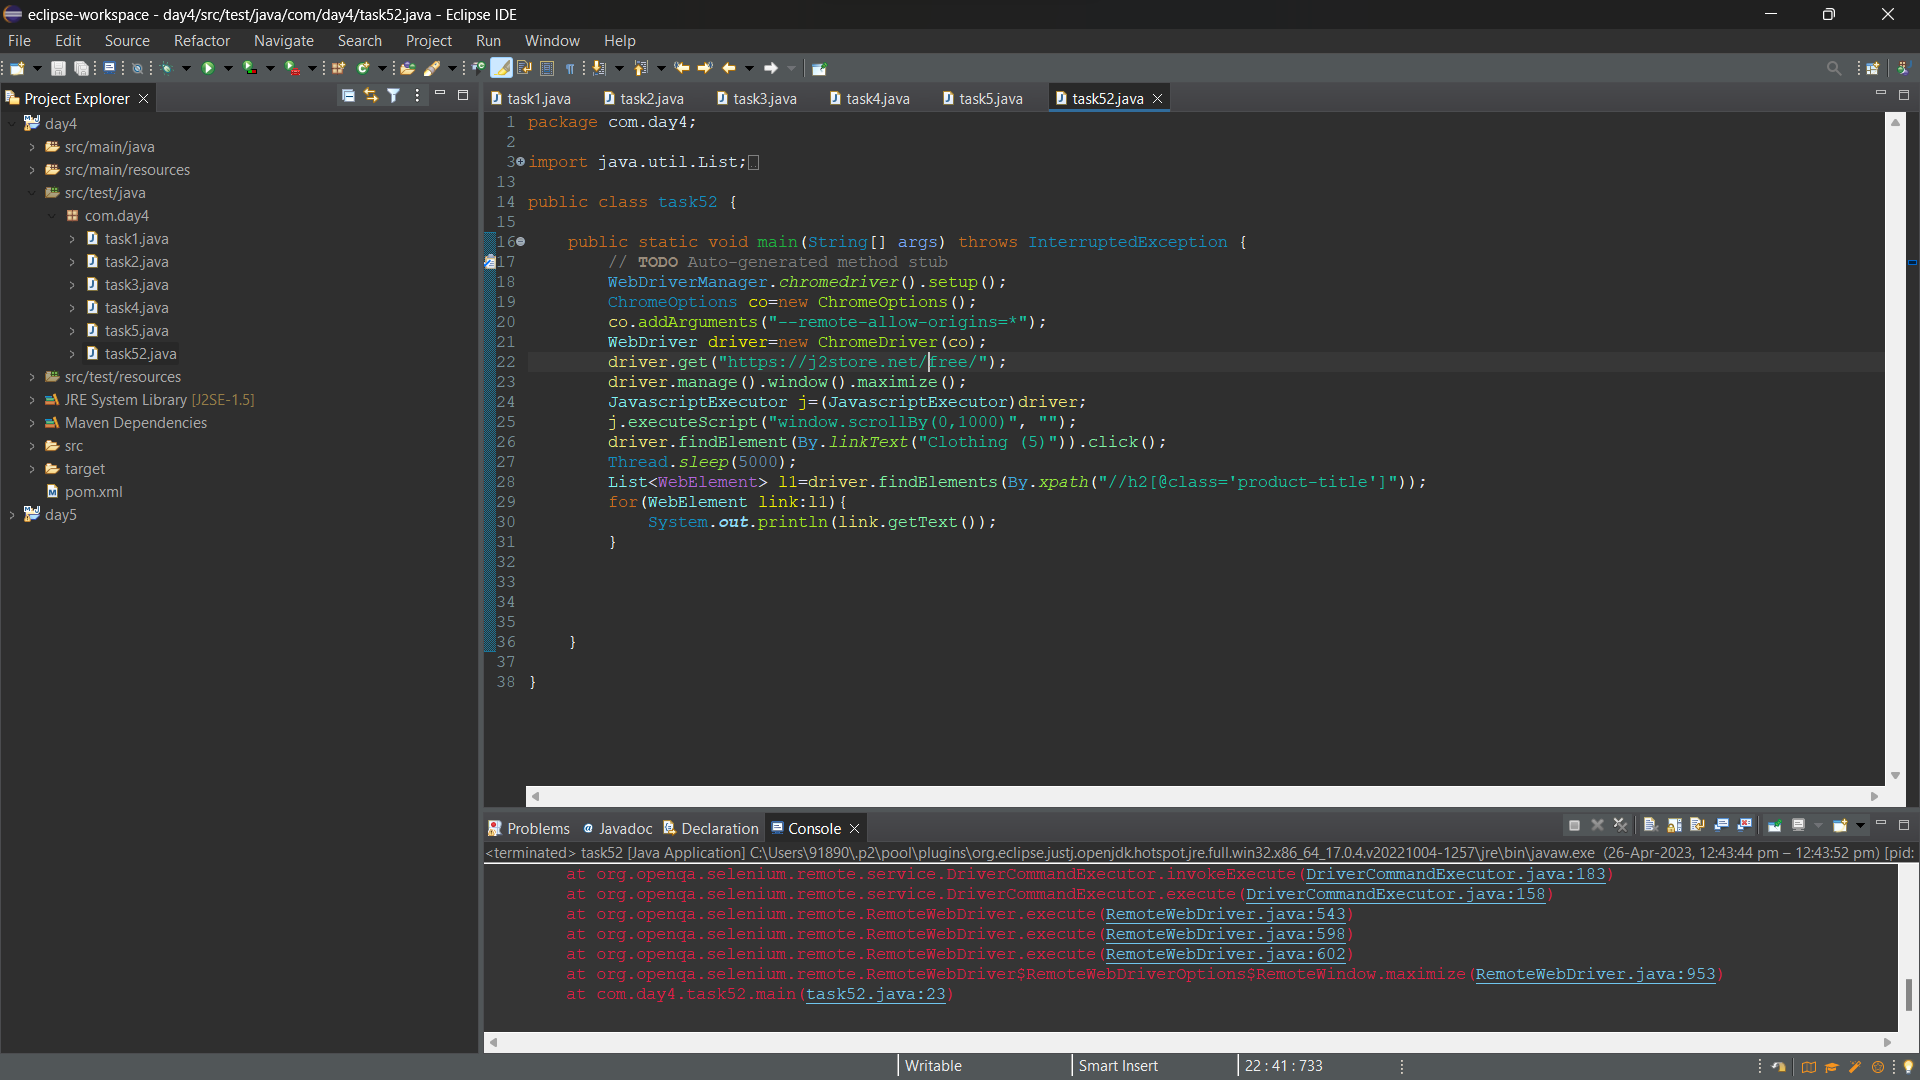 eclipse-workspace - day4/src/test/java/com/day4/task52.java - Eclipse IDE
File Edit Source Refactor Navigate Search Project Run Window Help
Project Explorer
task1.java task2.java task3.java task4.java task5.java task52.java
day4
src/main/java
src/main/resources
src/test/java
com.day4
task1.java
task2.java
task3.java
task4.java
task5.java
task52.java
src/test/resources
JRE System Library [J2SE-1.5]
Maven Dependencies
src
target
pom.xml
day5
1 package com.day4;
2
3 import java.util.List;
13
14 public class task52 {
15
16 public static void main(String[] args) throws InterruptedException {
17 // TODO Auto-generated method stub
18 WebDriverManager.chromedriver().setup();
19 ChromeOptions co=new ChromeOptions();
20 co.addArguments("--remote-allow-origins=*");
21 WebDriver driver=new ChromeDriver(co);
22 driver.get("https://j2store.net/free/");
23 driver.manage().window().maximize();
24 JavascriptExecutor j=(JavascriptExecutor)driver;
25 j.executeScript("window.scrollBy(0,1000)", "");
26 driver.findElement(By.linkText("Clothing (5)")).click();
27 Thread.sleep(5000);
28 List<WebElement> l1=driver.findElements(By.xpath("//h2[@class='product-title']"));
29 for(WebElement link:l1){
30 System.out.println(link.getText());
31 }
32
33
34
35
36 }
37
38 }
Problems Javadoc Declaration Console
<terminated> task52 [Java Application] C:\Users\91890\.p2\pool\plugins\org.eclipse.justj.openjdk.hotspot.jre.full.win32.x86_64_17.0.4.v20221004-1257\jre\bin\javaw.exe (26-Apr-2023, 12:43:44 pm – 12:43:52 pm) [pid:
at org.openqa.selenium.remote.service.DriverCommandExecutor.invokeExecute(DriverCommandExecutor.java:183)
at org.openqa.selenium.remote.service.DriverCommandExecutor.execute(DriverCommandExecutor.java:158)
at org.openqa.selenium.remote.RemoteWebDriver.execute(RemoteWebDriver.java:543)
at org.openqa.selenium.remote.RemoteWebDriver.execute(RemoteWebDriver.java:598)
at org.openqa.selenium.remote.RemoteWebDriver.execute(RemoteWebDriver.java:602)
at org.openqa.selenium.remote.RemoteWebDriver$RemoteWebDriverOptions$RemoteWindow.maximize(RemoteWebDriver.java:953)
at com.day4.task52.main(task52.java:23)
Writable Smart Insert 22 : 41 : 733